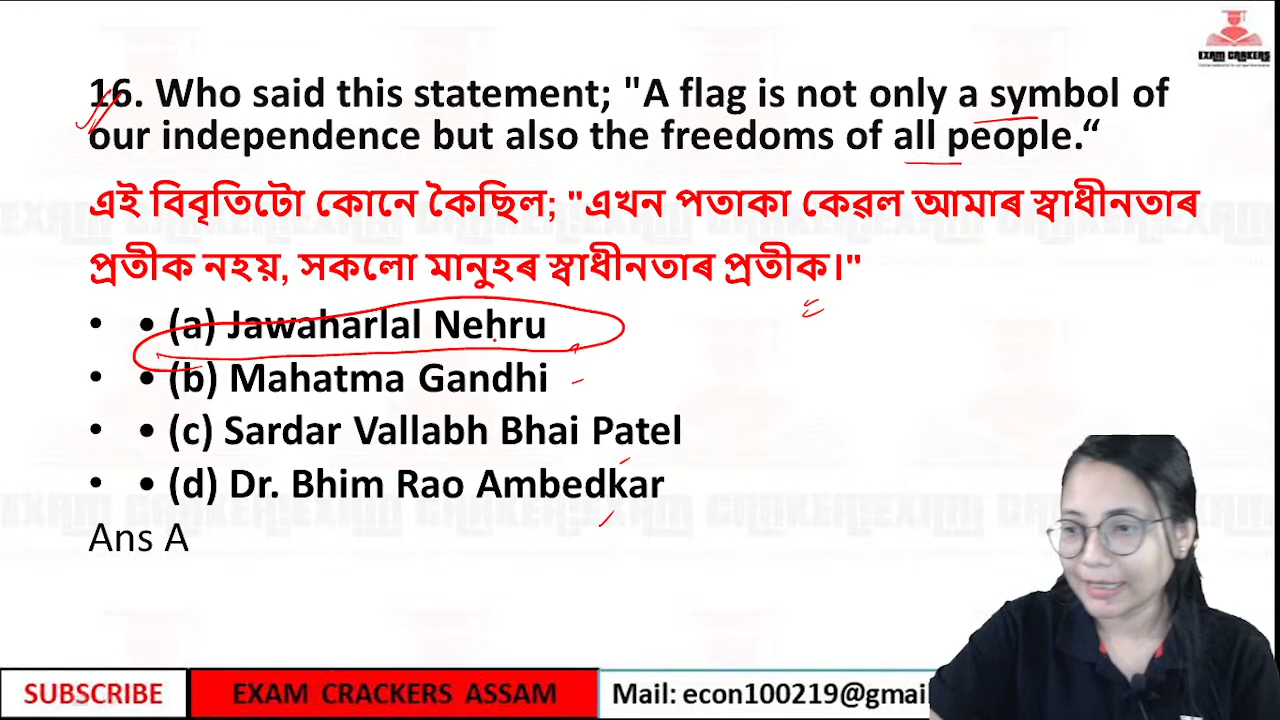 EXAM CRAKERS
16. Who said this statement; "A flag is not only a symbol of
our independence but also the freedoms of all people.“
এই বিবৃতিটো কোনে কৈছিল; "এখন পতাকা কেৱল আমাৰ স্বাধীনতাৰ
প্ৰতীক নহয়, সকলো মানুহৰ স্বাধীনতাৰ প্ৰতীক।"
• • (a) Jawaharlal Nehru
• • (b) Mahatma Gandhi
• • (c) Sardar Vallabh Bhai Patel
• • (d) Dr. Bhim Rao Ambedkar
Ans A
SUBSCRIBE EXAM CRACKERS ASSAM Mail: econ100219@gmail